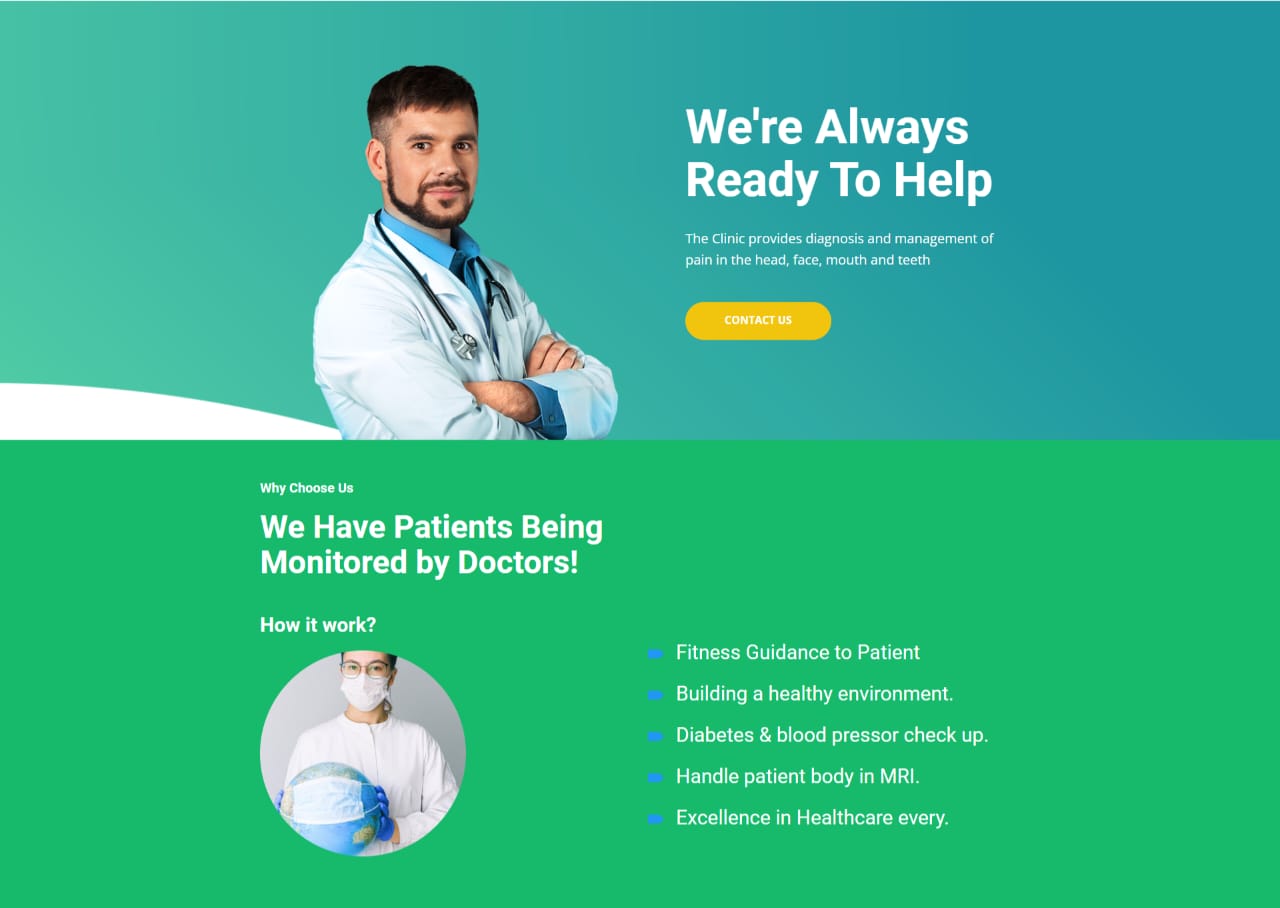 We're Always
Ready To Help
The Clinic provides diagnosis and management of
pain in the head, face, mouth and teeth
CONTACT US
Why Choose Us
We Have Patients Being
Monitored by Doctors!
How it work?
Fitness Guidance to Patient
Building a healthy environment.
Diabetes & blood pressor check up.
Handle patient body in MRI.
Excellence in Healthcare every.